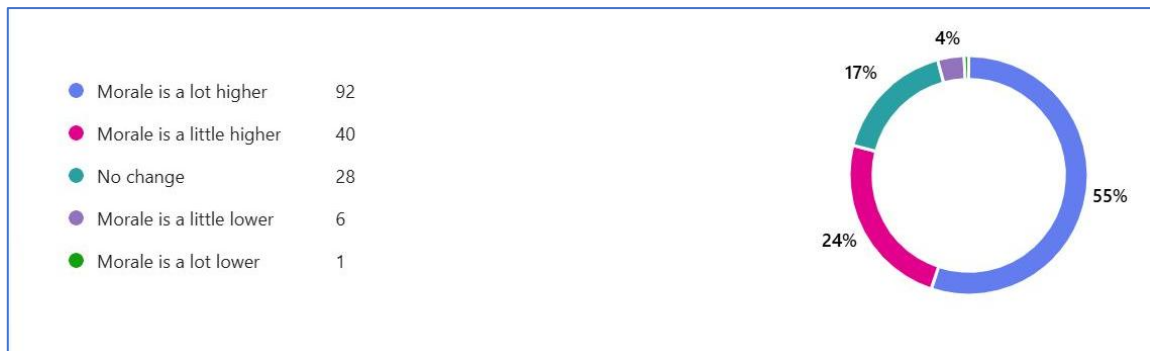 Morale is a lot higher 92
Morale is a little higher 40
No change 28
Morale is a little lower 6
Morale is a lot lower 1
4%
17%
55%
24%